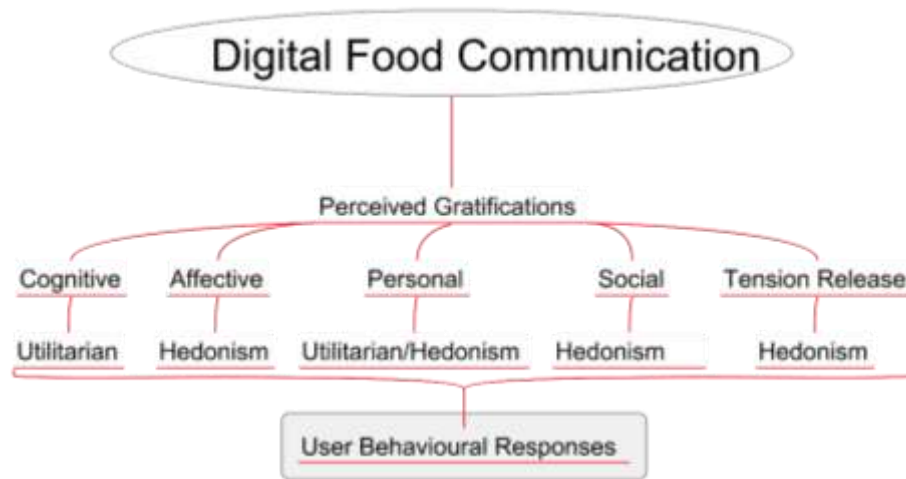 Digital Food Communication
Perceived Gratifications
Cognitive Affective Personal Social Tension Release
Utilitarian Hedonism Utilitarian/Hedonism Hedonism Hedonism
User Behavioural Responses